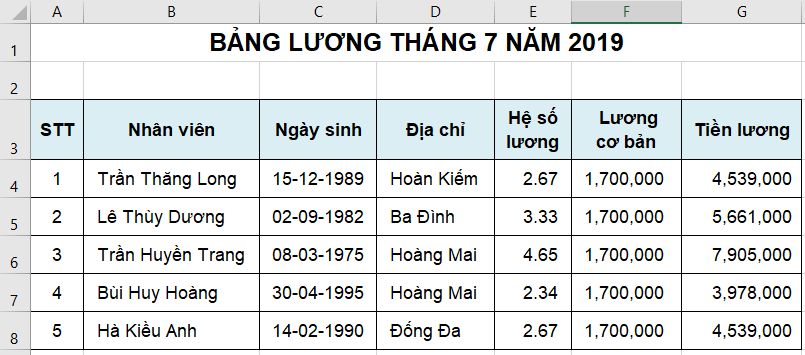 A B C D E F G
1 BẢNG LƯƠNG THÁNG 7 NĂM 2019
2
3 STT Nhân viên Ngày sinh Địa chỉ Hệ số lương Lương cơ bản Tiền lương
4 1 Trần Thăng Long 15-12-1989 Hoàn Kiếm 2.67 1,700,000 4,539,000
5 2 Lê Thùy Dương 02-09-1982 Ba Đình 3.33 1,700,000 5,661,000
6 3 Trần Huyền Trang 08-03-1975 Hoàng Mai 4.65 1,700,000 7,905,000
7 4 Bùi Huy Hoàng 30-04-1995 Hoàng Mai 2.34 1,700,000 3,978,000
8 5 Hà Kiều Anh 14-02-1990 Đống Đa 2.67 1,700,000 4,539,000